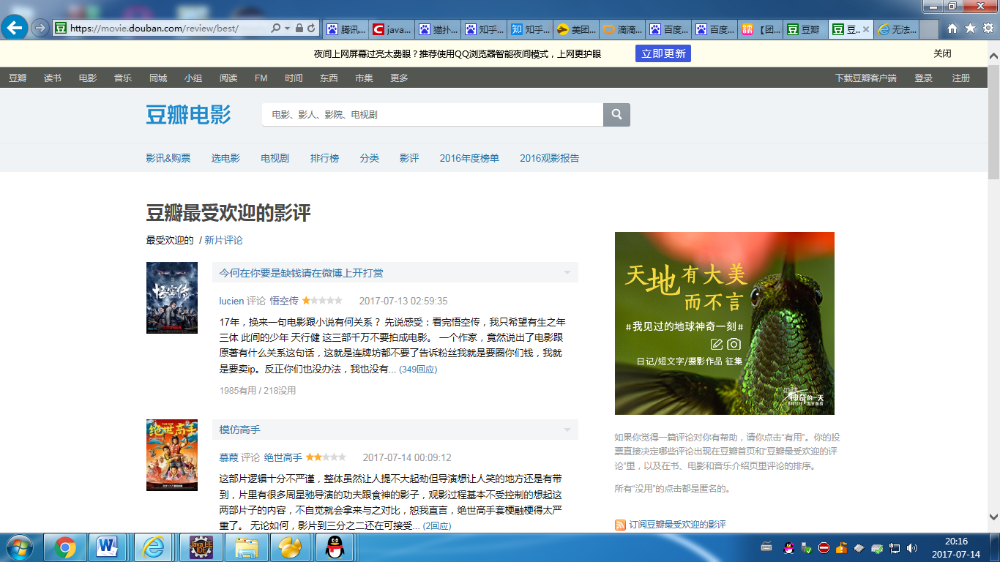 https://movie.douban.com/review/best/
腾讯...
java...
猫扑...
知乎...
知乎...
美团...
滴滴...
百度...
百度...
【团...
豆瓣
豆...
无法...
夜间上网屏幕过亮太费眼？推荐使用QQ浏览器智能夜间模式，上网更护眼
立即更新
关闭
豆瓣 读书 电影 音乐 同城 小组 阅读 FM 时间 东西 市集 更多
下载豆瓣客户端 登录 注册
豆瓣电影
电影、影人、影院、电视剧
影讯&购票 选电影 电视剧 排行榜 分类 影评 2016年度榜单 2016观影报告
豆瓣最受欢迎的影评
最受欢迎的 / 新片评论
悟空传
今何在你要是缺钱请在微博上开打赏
lucien 评论 悟空传 2017-07-13 02:59:35
17年，换来一句电影跟小说有何关系？ 先说感受：看完悟空传，我只希望有生之年
三体 此间的少年 天行健 这三部千万不要拍成电影。 一个作家，竟然说出了电影跟
原著有什么关系这句话，这就是连牌坊都不要了告诉粉丝我就是要圈你们钱，我就
是要卖ip。反正你们也没办法，我也没有... (349回应)
1985有用 / 218没用
绝世高手
模仿高手
慕葭 评论 绝世高手 2017-07-14 00:09:12
这部片逻辑十分不严谨，整体虽然让人提不大起劲但导演想让人笑的地方还是有带
到，片里有很多周星驰导演的功夫跟食神的影子，观影过程基本不受控制的想起这
两部片子的内容，不自觉就会拿来与之对比，恕我直言，绝世高手套梗融梗得太严
重了。 无论如何，影片到三分之二还在可接受... (2回应)
天地有大美
而不言
#我见过的地球神奇一刻#
日记/短文字/摄影作品 征集
地球
神奇的一天
如果你觉得一篇评论对你有帮助，请你点击“有用”。你的投
票直接决定哪些评论出现在豆瓣首页和“豆瓣最受欢迎的评
论”里，以及在书、电影和音乐介绍页里评论的排序。
所有“没用”的点击都是匿名的。
订阅豆瓣最受欢迎的影评
Java EE
IDE
20:16
2017-07-14